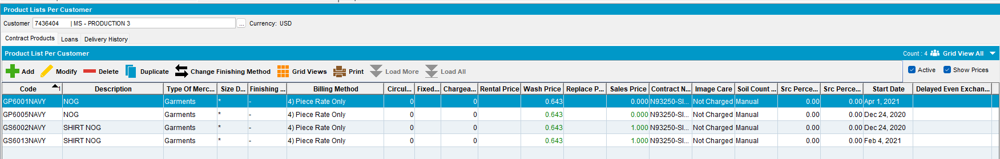 Product Lists Per Customer
Customer 7436404 | MS - PRODUCTION 3 ... Currency: USD
Contract Products Loans Delivery History
Product List Per Customer Count : 4 Grid View All
Add Modify Delete Duplicate Change Finishing Method Grid Views Print Load More Load All Active Show Prices
Code 1 Description Type Of Merc... Size D... Finishing ... Billing Method Circul... Fixed... Chargea... Rental Price Wash Price Replace P... Sales Price Contract N... Image Care Soil Count ... Src Perce... Src Perce... Start Date Delayed Even Exchan...
GP6001NAVY NOG Garments * - 4) Piece Rate Only 0 0 0.643 0.000 N93250-SI... Not Charged Manual 0.00 0.00 Apr 1, 2021
GP6005NAVY NOG Garments * - 4) Piece Rate Only 0 0 0.643 0.000 N93250-SI... Not Charged Manual 0.00 0.00 Dec 24, 2020
GS6002NAVY SHIRT NOG Garments * - 4) Piece Rate Only 0 0 0.643 1.000 N93250-SI... Not Charged Manual 0.00 0.00 Dec 24, 2020
GS6013NAVY SHIRT NOG Garments * - 4) Piece Rate Only 0 0 0.643 1.000 N93250-SI... Not Charged Manual 0.00 0.00 Feb 4, 2021